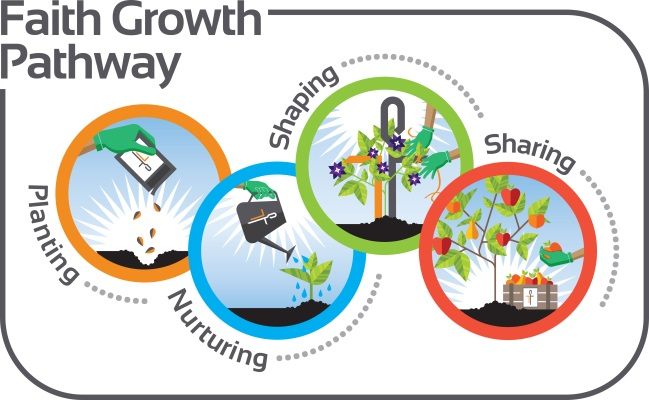 Faith Growth
Pathway
Planting
Nurturing
Shaping
Sharing